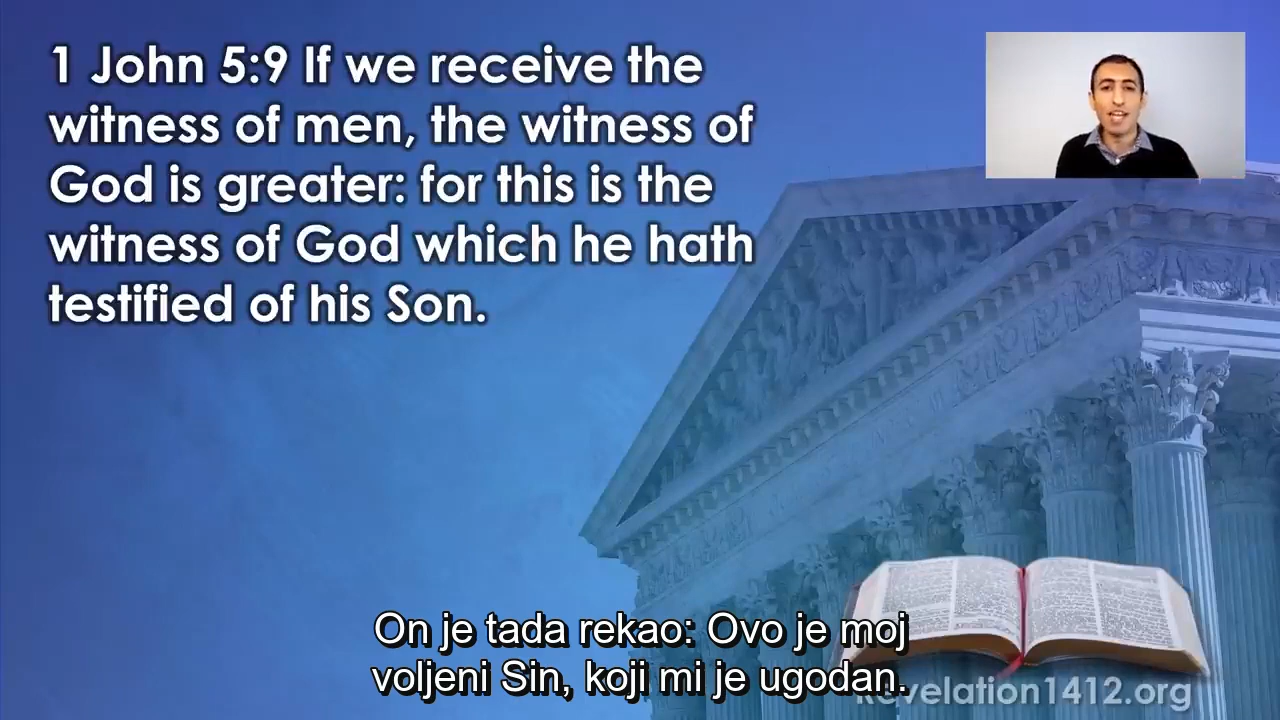 1 John 5:9 If we receive the
witness of men, the witness of
God is greater: for this is the
witness of God which he hath
testified of his Son.
On je tada rekao: Ovo je moj
voljeni Sin, koji mi je ugodan.
Revelation1412.org